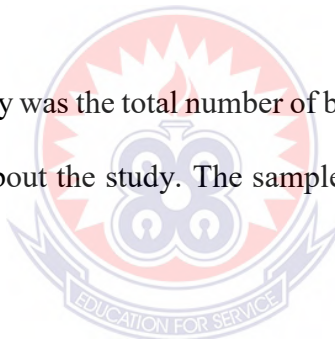 y was the total number of b
bout the study. The sample
EDUCATION FOR SERVICE